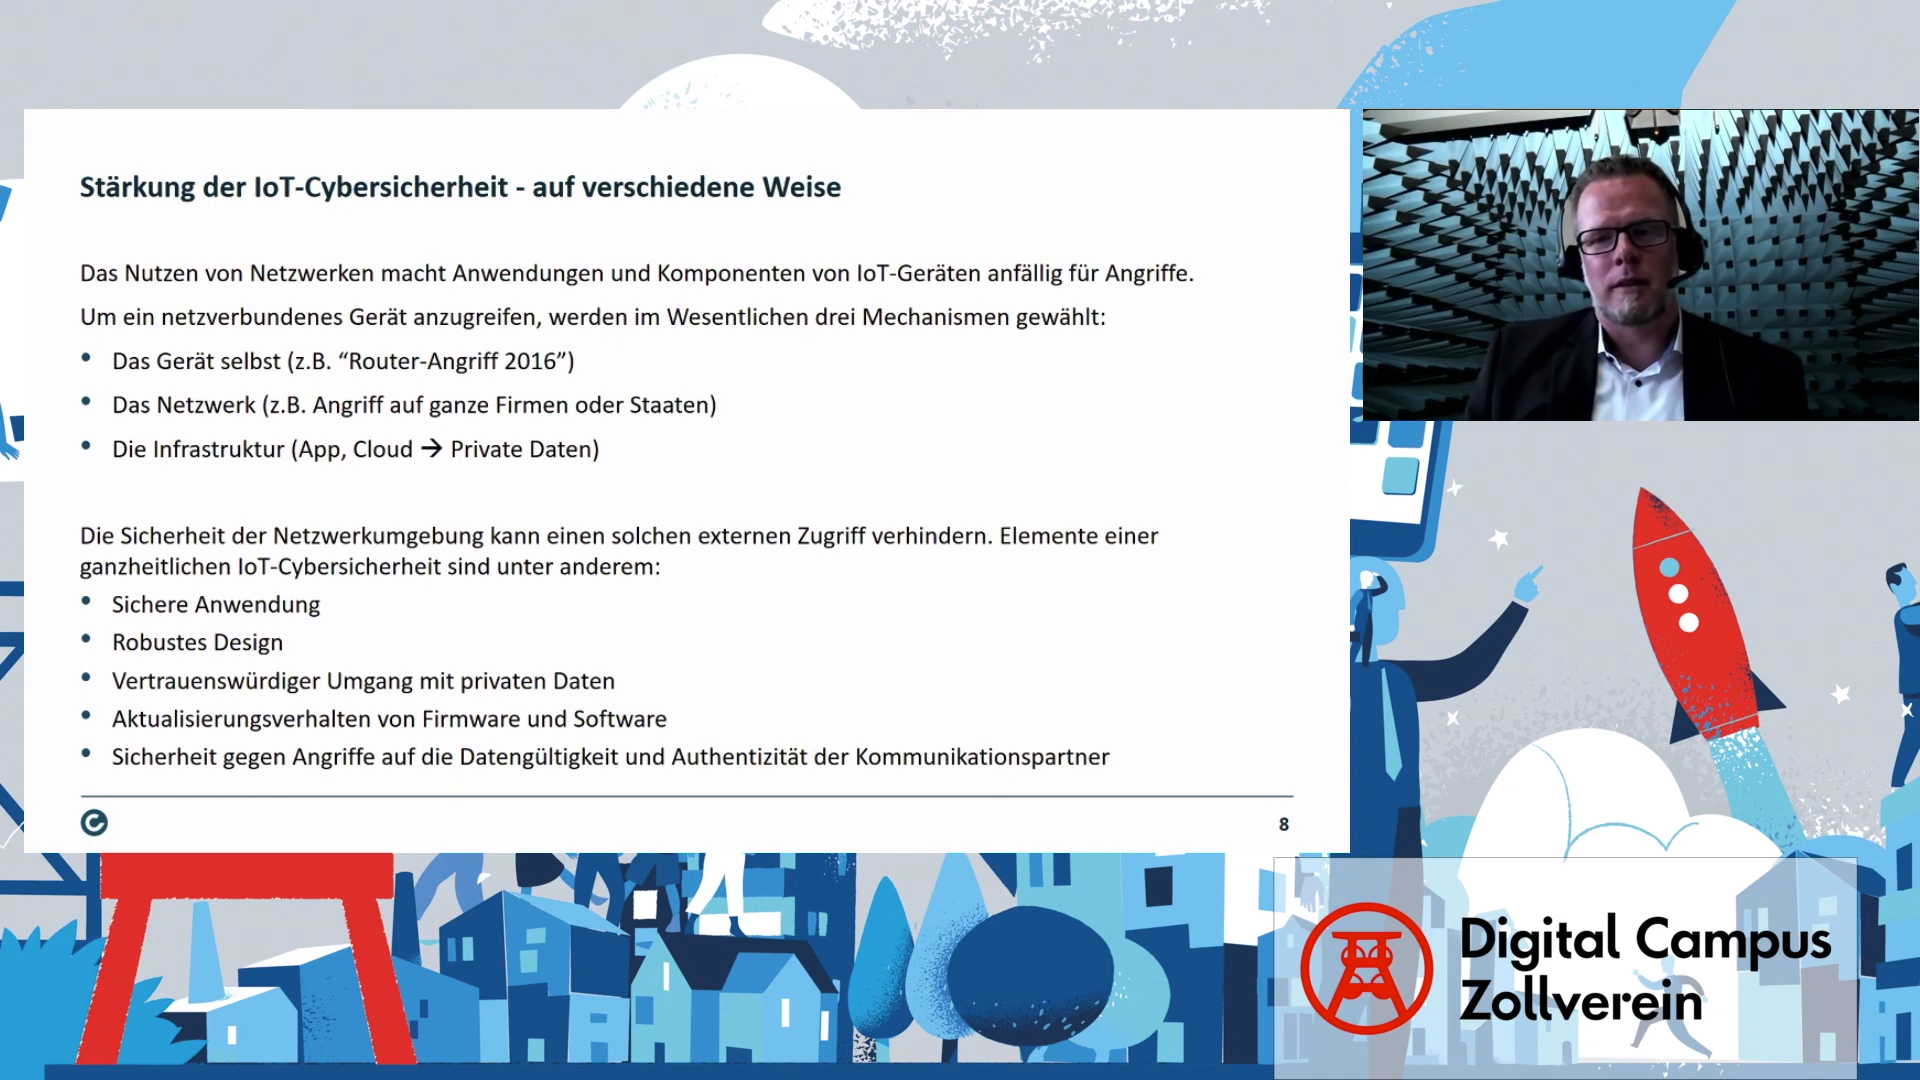 Stärkung der IoT-Cybersicherheit - auf verschiedene Weise
Das Nutzen von Netzwerken macht Anwendungen und Komponenten von IoT-Geräten anfällig für Angriffe.
Um ein netzverbundenes Gerät anzugreifen, werden im Wesentlichen drei Mechanismen gewählt:
• Das Gerät selbst (z.B. “Router-Angriff 2016”)
• Das Netzwerk (z.B. Angriff auf ganze Firmen oder Staaten)
• Die Infrastruktur (App, Cloud → Private Daten)
Die Sicherheit der Netzwerkumgebung kann einen solchen externen Zugriff verhindern. Elemente einer
ganzheitlichen IoT-Cybersicherheit sind unter anderem:
• Sichere Anwendung
• Robustes Design
• Vertrauenswürdiger Umgang mit privaten Daten
• Aktualisierungsverhalten von Firmware und Software
• Sicherheit gegen Angriffe auf die Datengültigkeit und Authentizität der Kommunikationspartner
8
Digital Campus
Zollverein